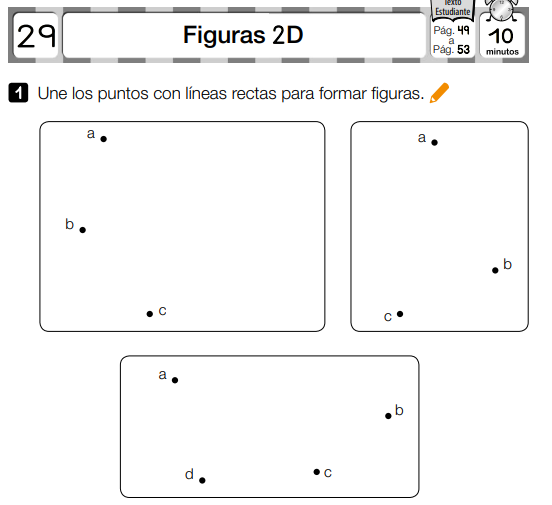 Texto
Estudiante
29
Figuras 2D
Pág. 49
a
Pág. 53
10
minutos
1 Une los puntos con líneas rectas para formar figuras.
a
b
c
a
b
c
a
b
d
c